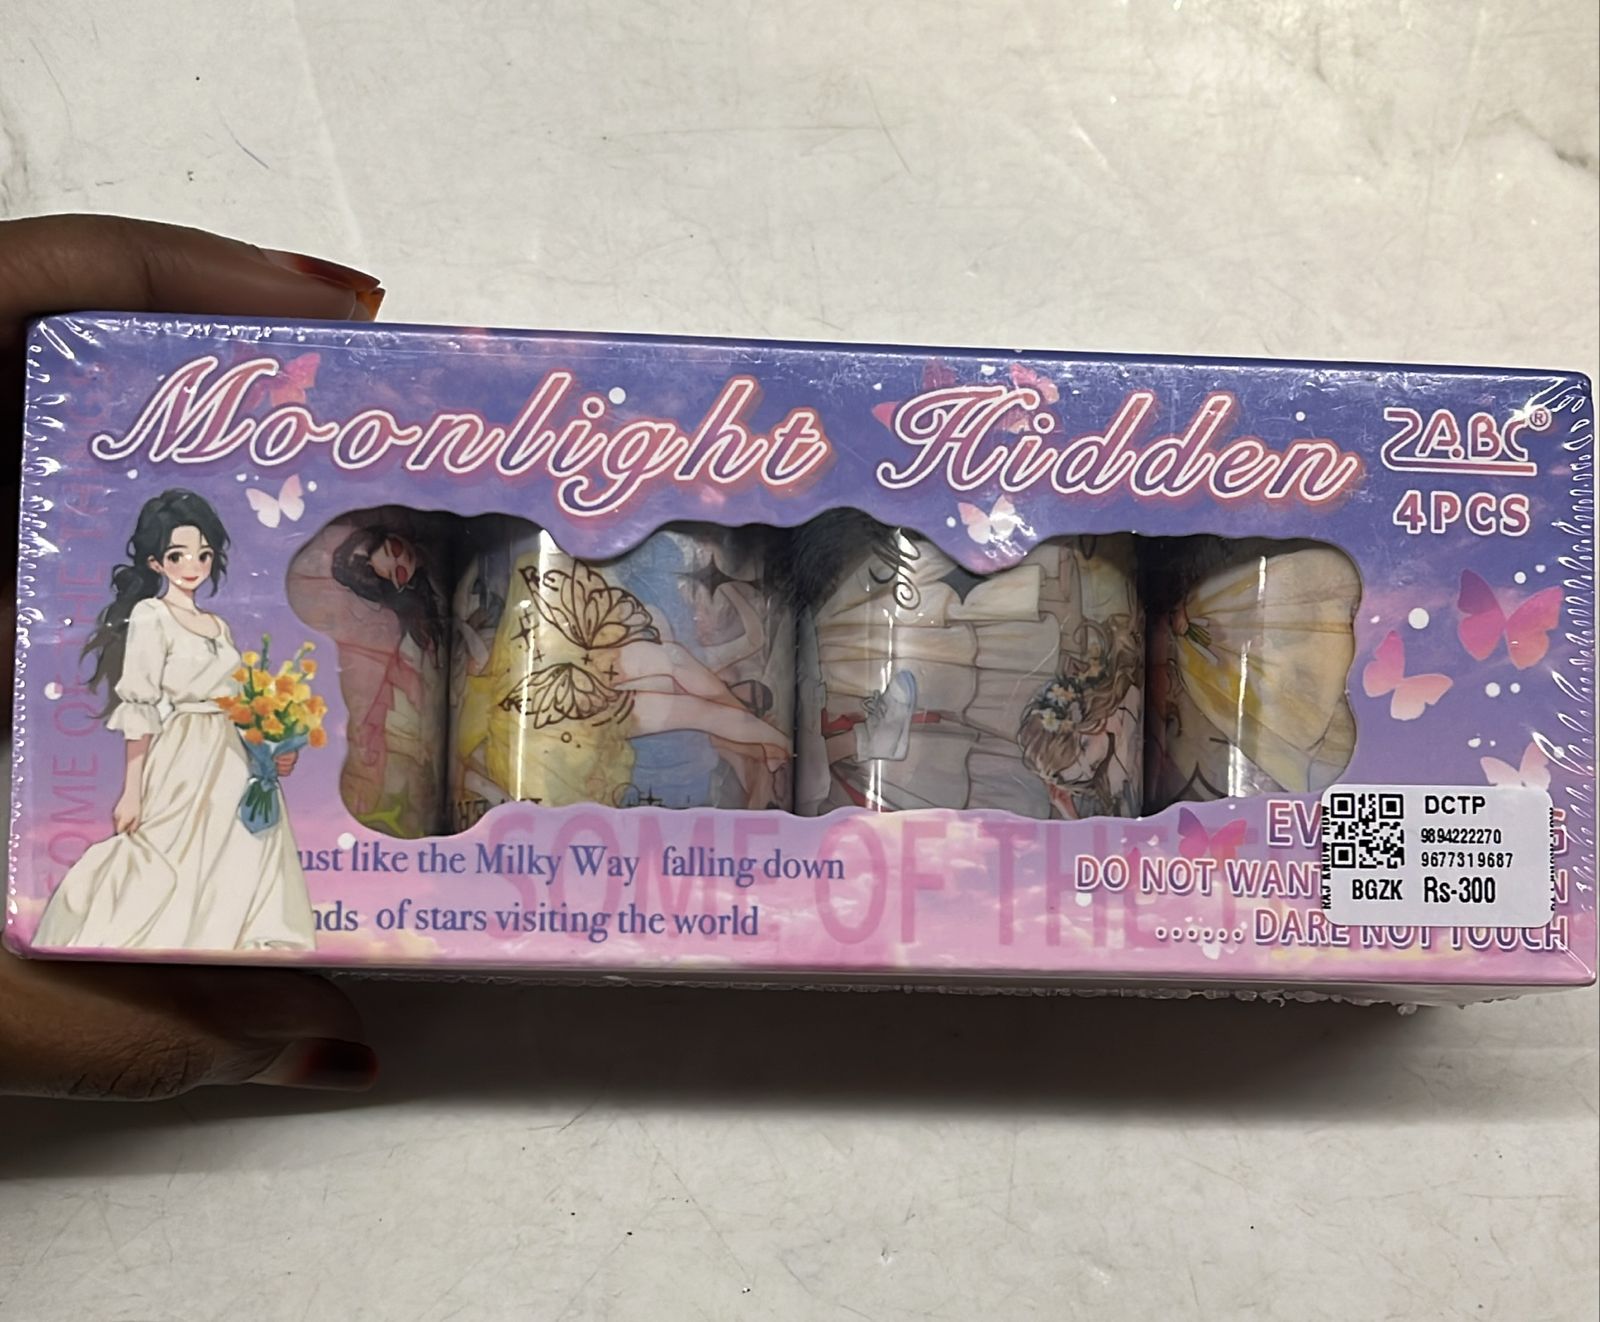 Moonlight Hidden
2ABC®
4PCS
ust like the Milky Way falling down
nds of stars visiting the world
SOME OF THE
SOME OF THE
EV
DO NOT WANT
...... DARE NOT TOUCH
DCTP
9894222270
9677319687
BGZK Rs-300